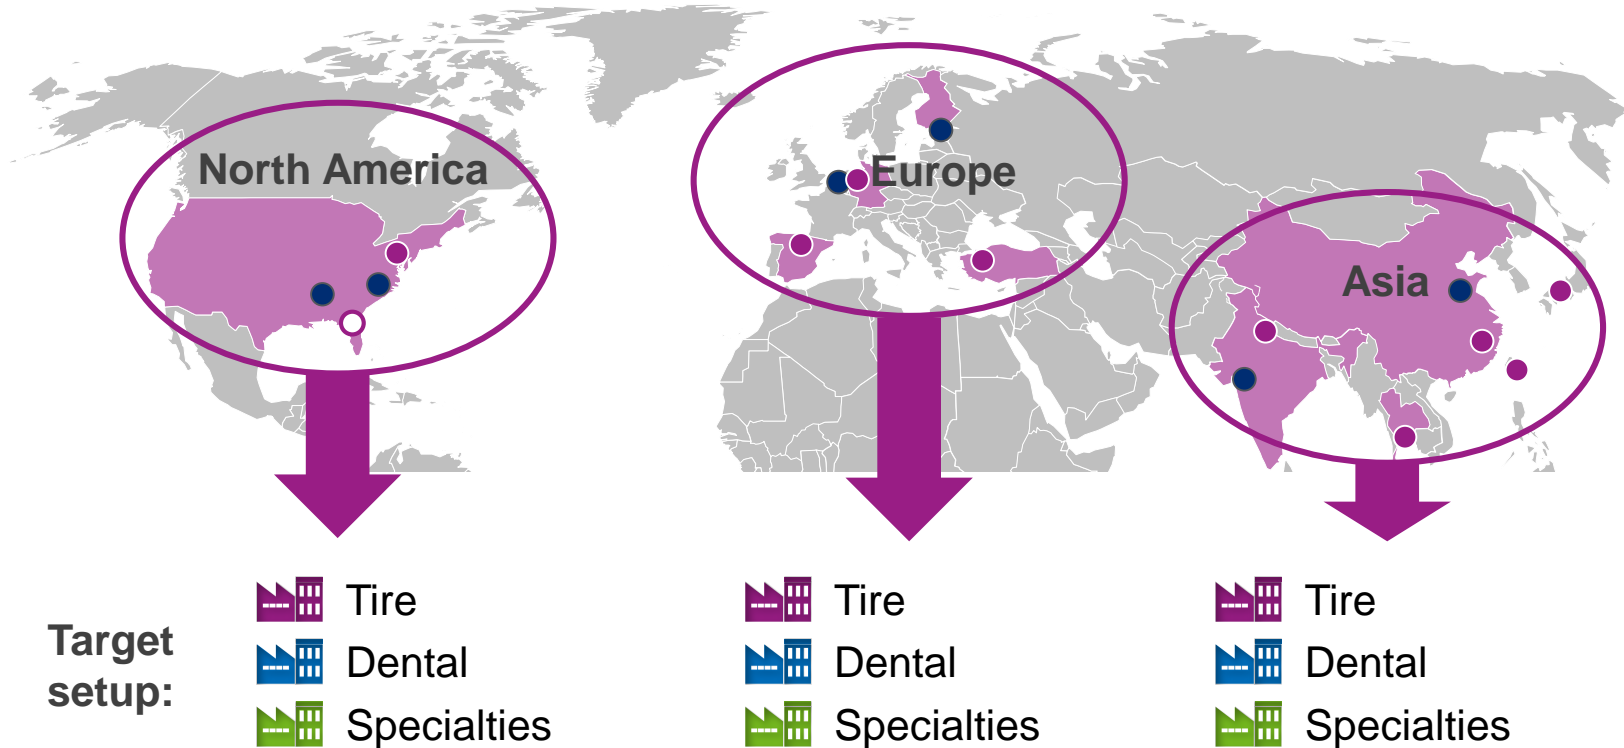 North America
Europe
Asia
Target
setup:
Tire
Dental
Specialties
Tire
Dental
Specialties
Tire
Dental
Specialties